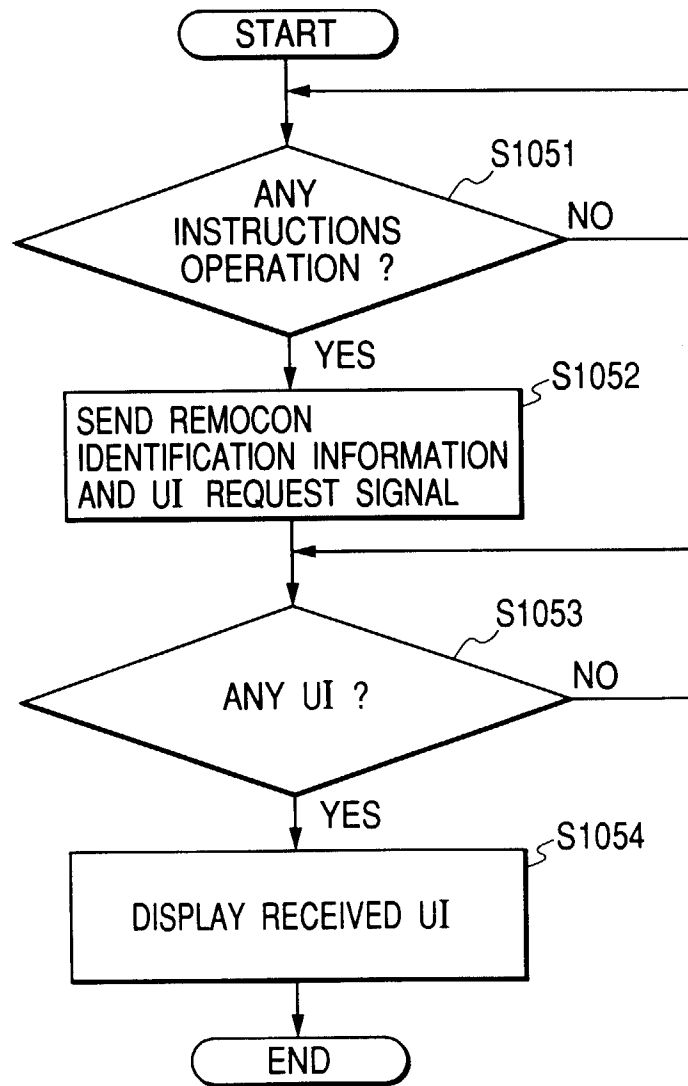 START
S1051
ANY
INSTRUCTIONS
OPERATION ?
NO
YES
S1052
SEND REMOCON
IDENTIFICATION INFORMATION
AND UI REQUEST SIGNAL
S1053
ANY UI ?
NO
YES
S1054
DISPLAY RECEIVED UI
END